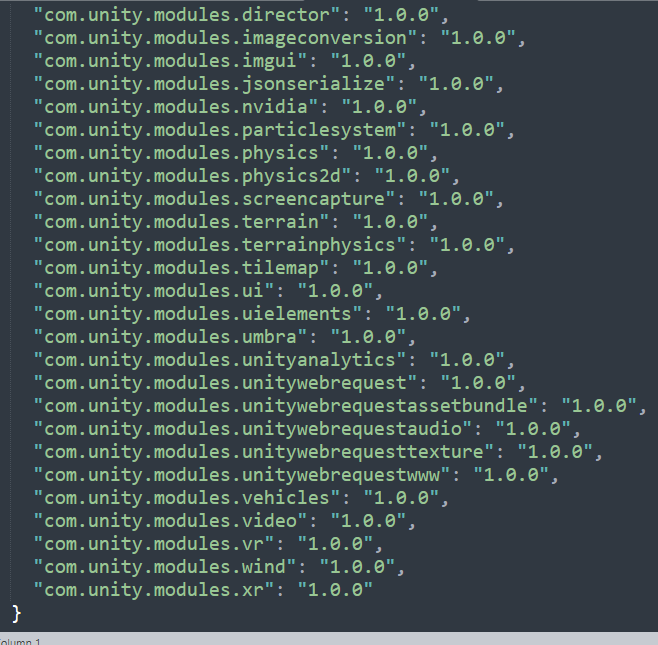 "com.unity.modules.director": "1.0.0",
"com.unity.modules.imageconversion": "1.0.0",
"com.unity.modules.imgui": "1.0.0",
"com.unity.modules.jsonserialize": "1.0.0",
"com.unity.modules.nvidia": "1.0.0",
"com.unity.modules.particlesystem": "1.0.0",
"com.unity.modules.physics": "1.0.0",
"com.unity.modules.physics2d": "1.0.0",
"com.unity.modules.screencapture": "1.0.0",
"com.unity.modules.terrain": "1.0.0",
"com.unity.modules.terrainphysics": "1.0.0",
"com.unity.modules.tilemap": "1.0.0",
"com.unity.modules.ui": "1.0.0",
"com.unity.modules.uielements": "1.0.0",
"com.unity.modules.umbra": "1.0.0",
"com.unity.modules.unityanalytics": "1.0.0",
"com.unity.modules.unitywebrequest": "1.0.0",
"com.unity.modules.unitywebrequestassetbundle": "1.0.0",
"com.unity.modules.unitywebrequestaudio": "1.0.0",
"com.unity.modules.unitywebrequesttexture": "1.0.0",
"com.unity.modules.unitywebrequestwww": "1.0.0",
"com.unity.modules.vehicles": "1.0.0",
"com.unity.modules.video": "1.0.0",
"com.unity.modules.vr": "1.0.0",
"com.unity.modules.wind": "1.0.0",
"com.unity.modules.xr": "1.0.0"
}